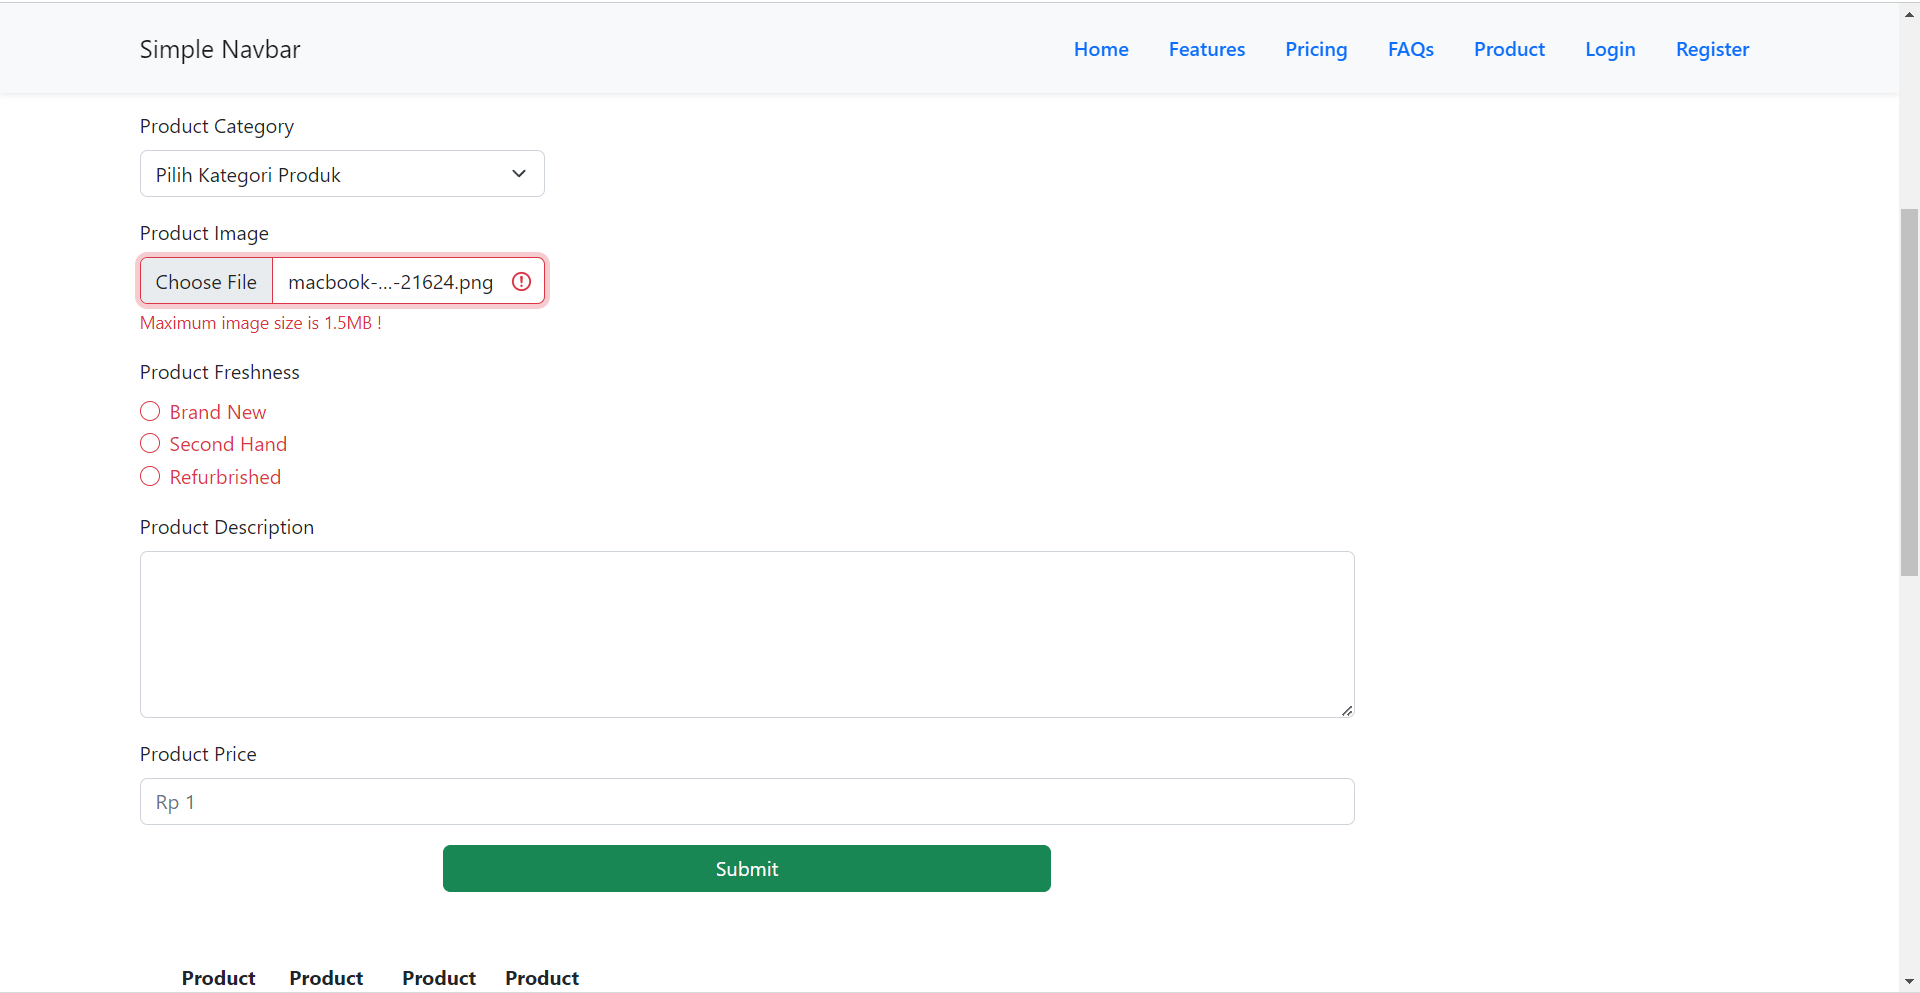 Simple Navbar
Home Features Pricing FAQs Product Login Register
Product Category
Pilih Kategori Produk
Product Image
Choose File macbook-...-21624.png
Maximum image size is 1.5MB !
Product Freshness
Brand New
Second Hand
Refurbrished
Product Description
Product Price
Rp 1
Submit
Product Product Product Product